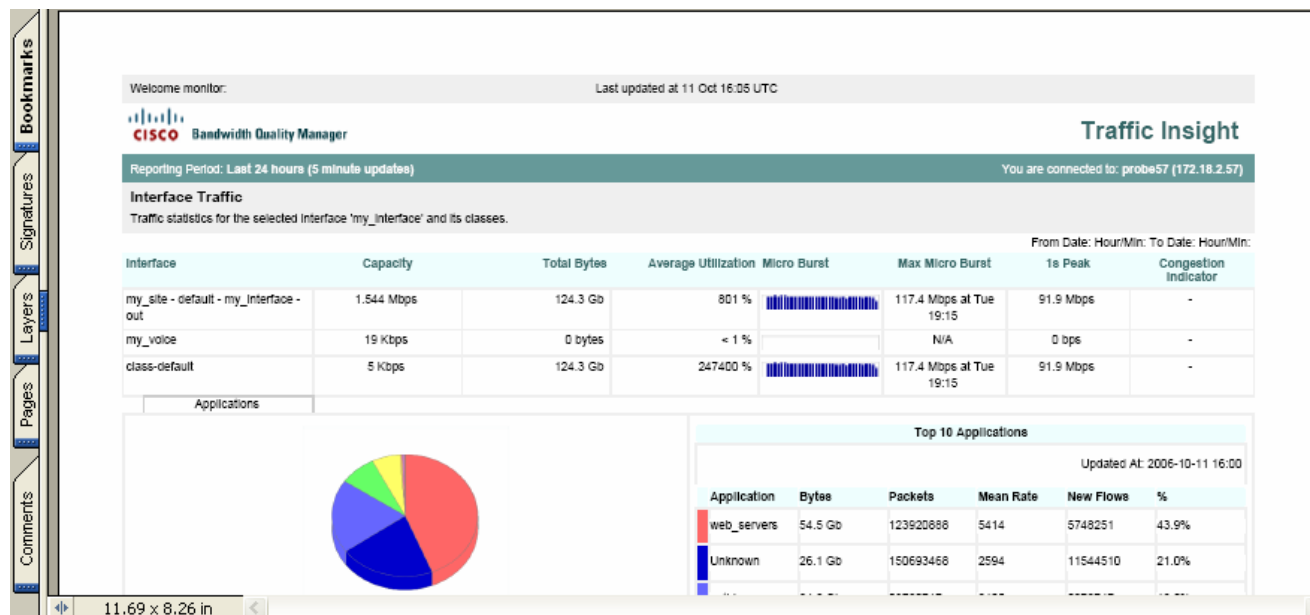 Bookmarks
Signatures
Layers
Pages
Comments
Welcome monitor:
Last updated at 11 Oct 16:05 UTC
CISCO Bandwidth Quality Manager
Traffic Insight
Reporting Period: Last 24 hours (5 minute updates)
You are connected to: probe57 (172.18.2.57)
Interface Traffic
Traffic statistics for the selected Interface 'my_Interface' and its classes.
From Date: Hour/Min: To Date: Hour/Min:
Interface Capacity Total Bytes Average Utilization Micro Burst Max Micro Burst 1s Peak Congestion Indicator
my_site - default - my_Interface - out 1.544 Mbps 124.3 Gb 801 % 117.4 Mbps at Tue 19:15 91.9 Mbps -
my_voice 19 Kbps 0 bytes < 1 % N/A 0 bps -
class-default 5 Kbps 124.3 Gb 247400 % 117.4 Mbps at Tue 19:15 91.9 Mbps -
Applications
Top 10 Applications
Updated At: 2006-10-11 16:00
Application Bytes Packets Mean Rate New Flows %
web_servers 54.5 Gb 123920888 5414 5748251 43.9%
Unknown 26.1 Gb 150693468 2594 11544510 21.0%
11.69 x 8.26 in